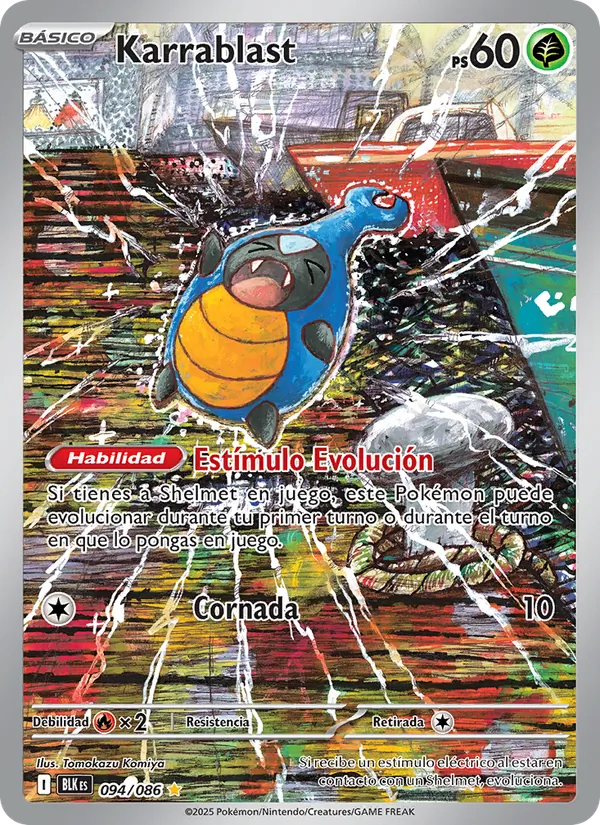 BÁSICO Karrablast PS60
Habilidad Estímulo Evolución
Si tienes a Shelmet en juego, este Pokémon puede
evolucionar durante tu primer turno o durante el turno
en que lo pongas en juego.
Cornada 10
Debilidad ×2 Resistencia Retirada
Ilus. Tomokazu Komiya
Si recibe un estímulo eléctrico al estar en
contacto con un Shelmet, evoluciona.
I BLK ES 094/086
©2025 Pokémon/Nintendo/Creatures/GAME FREAK